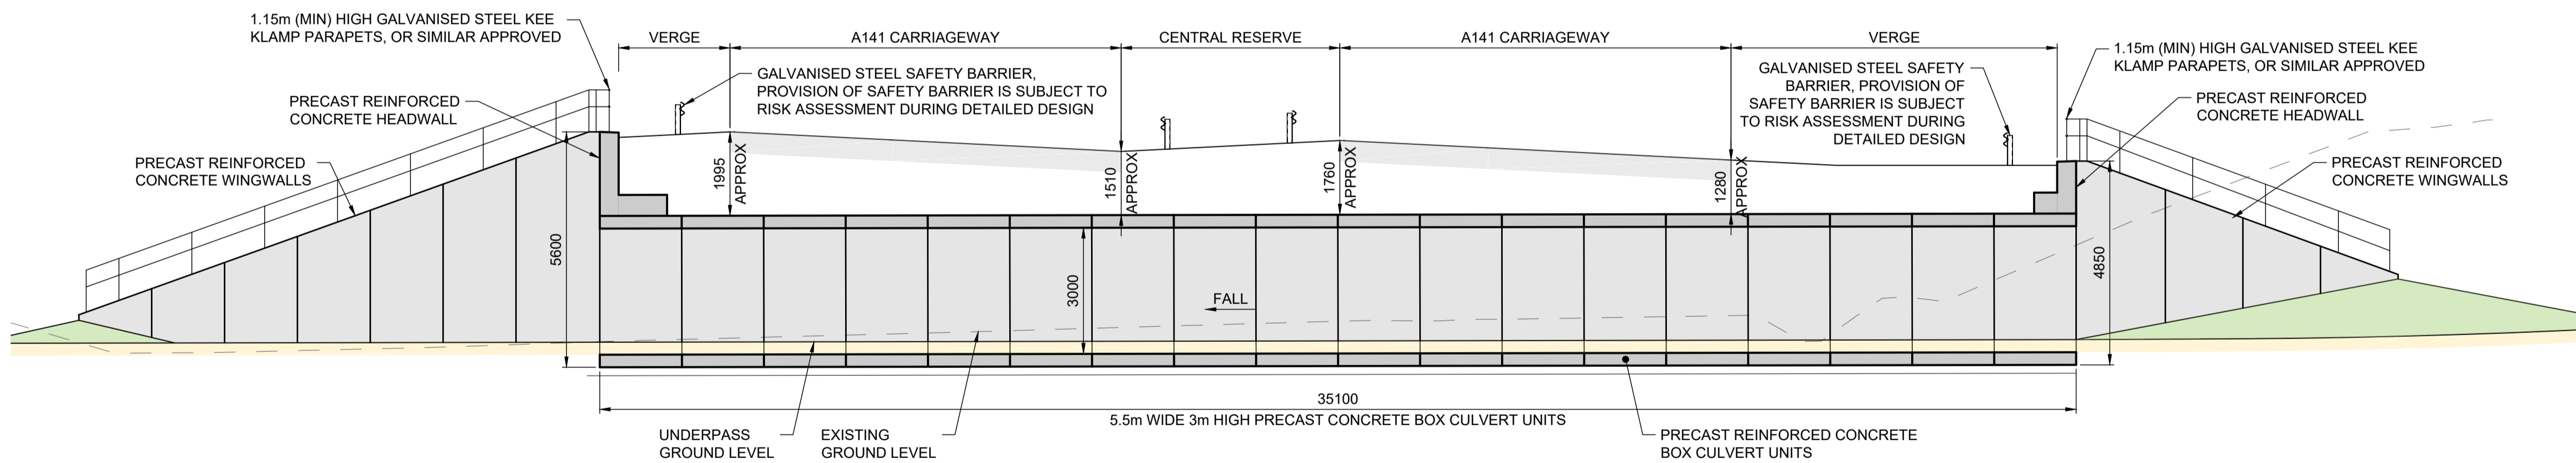 1.15m (MIN) HIGH GALVANISED STEEL KEE
KLAMP PARAPETS, OR SIMILAR APPROVED
VERGE
A141 CARRIAGEWAY
CENTRAL RESERVE
A141 CARRIAGEWAY
VERGE
1.15m (MIN) HIGH GALVANISED STEEL KEE
KLAMP PARAPETS, OR SIMILAR APPROVED
GALVANISED STEEL SAFETY BARRIER,
PROVISION OF SAFETY BARRIER IS SUBJECT TO
RISK ASSESSMENT DURING DETAILED DESIGN
GALVANISED STEEL SAFETY
BARRIER, PROVISION OF
SAFETY BARRIER IS SUBJECT
TO RISK ASSESSMENT DURING
DETAILED DESIGN
PRECAST REINFORCED
CONCRETE HEADWALL
PRECAST REINFORCED
CONCRETE HEADWALL
PRECAST REINFORCED
CONCRETE WINGWALLS
PRECAST REINFORCED
CONCRETE WINGWALLS
1995
APPROX
1510
APPROX
1760
APPROX
1280
APPROX
5600
3000
FALL
4850
35100
5.5m WIDE 3m HIGH PRECAST CONCRETE BOX CULVERT UNITS
UNDERPASS
GROUND LEVEL
EXISTING
GROUND LEVEL
PRECAST REINFORCED CONCRETE
BOX CULVERT UNITS